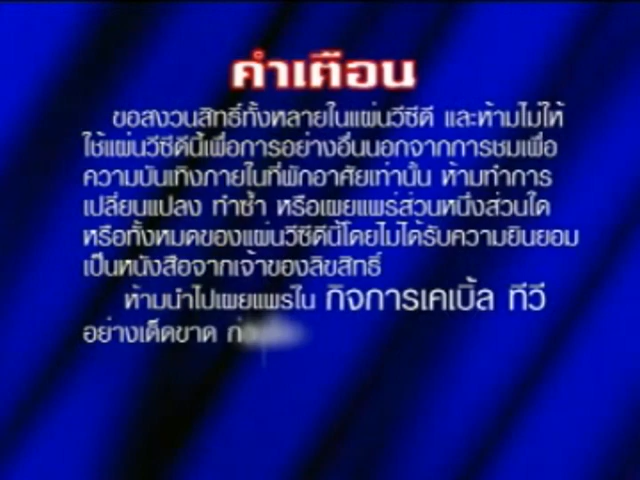 คำเตือน
ขอสงวนสิทธิ์ทั้งหลายในแผ่นวีซีดี และห้ามไม่ให้
ใช้แผ่นวีซีดีนี้เพื่อการอย่างอื่นนอกจากการชมเพื่อ
ความบันเทิงภายในที่พักอาศัยเท่านั้น ห้ามทำการ
เปลี่ยนแปลง ทำซ้ำ หรือเผยแพร่ส่วนหนึ่งส่วนใด
หรือทั้งหมดของแผ่นวีซีดีนี้โดยไม่ได้รับความยินยอม
เป็นหนังสือจากเจ้าของลิขสิทธิ์
ห้ามนำไปเผยแพร่ใน กิจการเคเบิ้ล ทีวี
อย่างเด็ดขาด